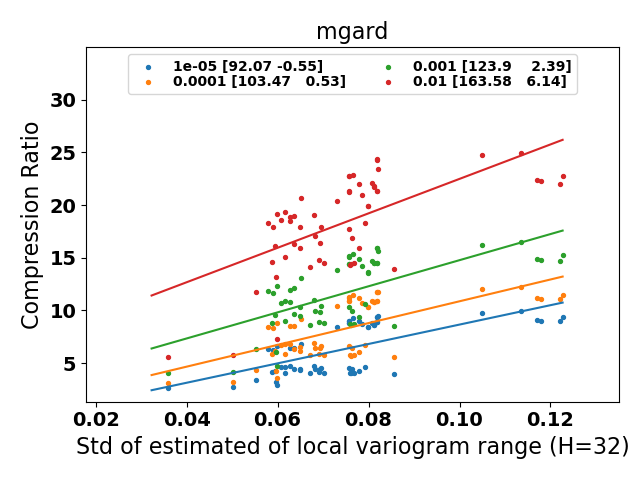 mgard
1e-05 [92.07 -0.55]
0.0001 [103.47 0.53]
0.001 [123.9 2.39]
0.01 [163.58 6.14]
Compression Ratio
30
25
20
15
10
5
0.02 0.04 0.06 0.08 0.10 0.12
Std of estimated of local variogram range (H=32)